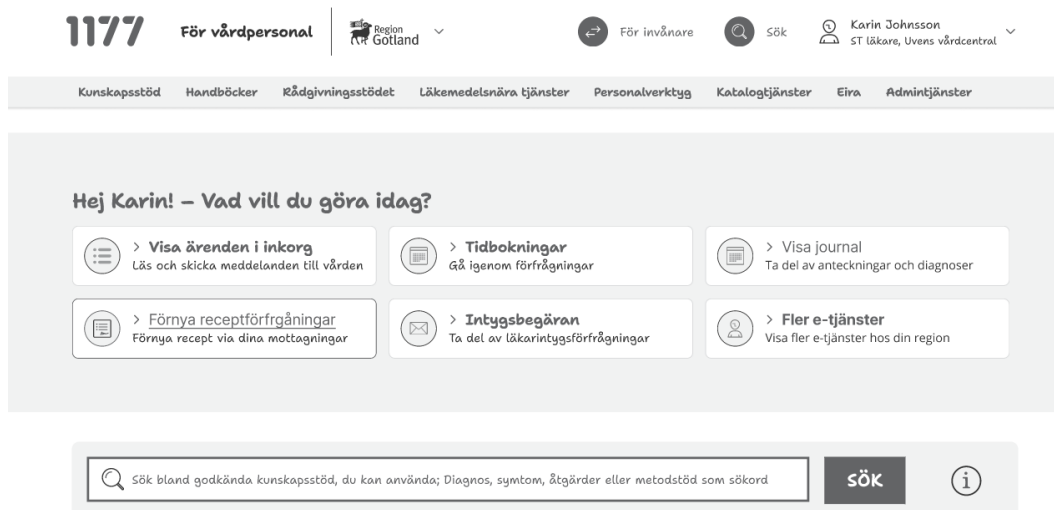 1177 För vårdpersonal Region Gotland För invånare Sök Karin Johnsson
ST läkare, Uvens vårdcentral
Kunskapsstöd Handböcker Rådgivningsstödet Läkemedelsnära tjänster Personalverktyg Katalogtjänster Eira Admintjänster
Hej Karin! – Vad vill du göra idag?
> Visa ärenden i inkorg
Läs och skicka meddelanden till vården
> Tidbokningar
Gå igenom förfrågningar
> Visa journal
Ta del av anteckningar och diagnoser
> Förnya receptförfrgåningar
Förnya recept via dina mottagningar
> Intygsbegäran
Ta del av läkarintygsförfrågningar
> Fler e-tjänster
Visa fler e-tjänster hos din region
Sök bland godkända kunskapsstöd, du kan använda; Diagnos, symtom, åtgärder eller metodstöd som sökord
SÖK
i